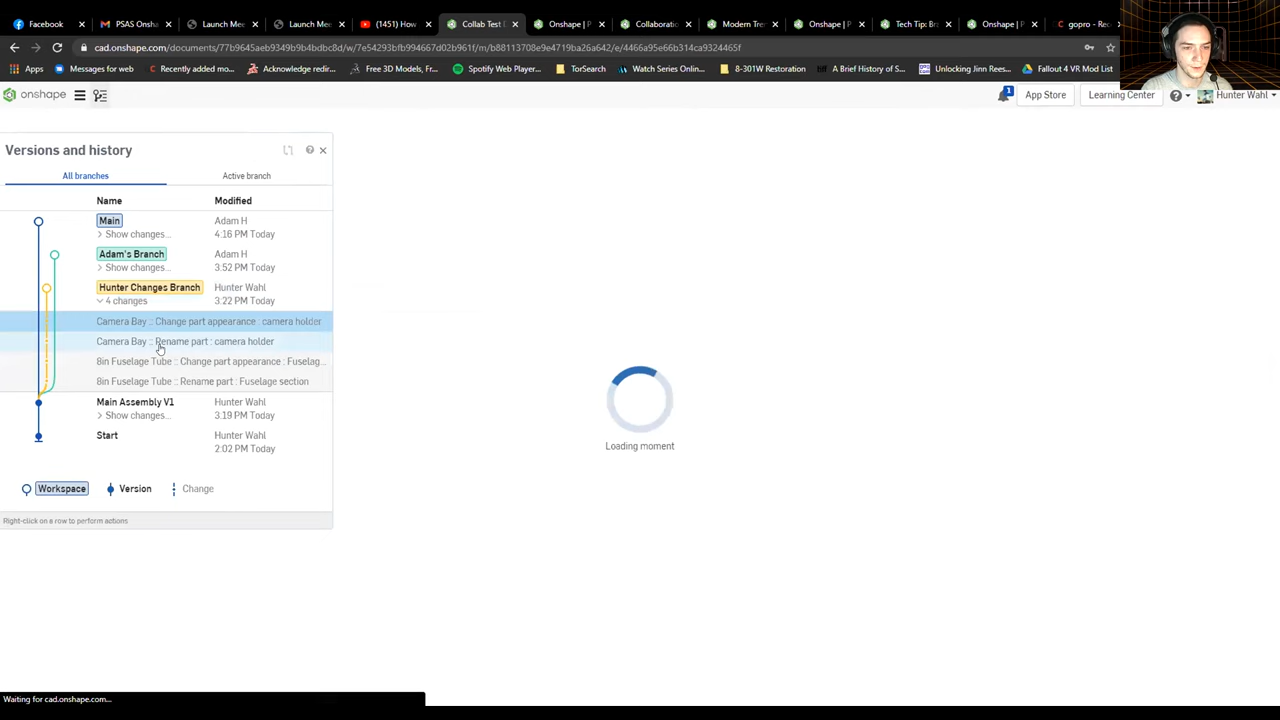 Facebook
PSAS Onsha
Launch Mee
Launch Mee
(1451) How
Collab Test D
Onshape | P
Collaboratio
Modern Tren
Onshape | P
Tech Tip: Br
Onshape | P
gopro - Rec
cad.onshape.com/documents/77b9645aeb9349b9b4bdbc8d/w/7e54293bfb994667d02b961f/m/b88113708e9e4719ba26a642/e/4466a95e66b314ca9324465f
Apps
Messages for web
Recently added mo...
Acknowledge redir...
Free 3D Models, Fr...
Spotify Web Player...
TorSearch
Watch Series Onlin...
8-301W Restoration
A Brief History of S...
Unlocking Jinn Rees...
Fallout 4 VR Mod List
onshape
1
App Store
Learning Center
Hunter Wahl
Versions and history
All branches
Active branch
Name
Modified
Main
Adam H
Show changes...
4:16 PM Today
Adam's Branch
Adam H
Show changes...
3:52 PM Today
Hunter Changes Branch
Hunter Wahl
4 changes
3:22 PM Today
Camera Bay :: Change part appearance : camera holder
Camera Bay :: Rename part : camera holder
8in Fuselage Tube :: Change part appearance : Fuselag...
8in Fuselage Tube :: Rename part : Fuselage section
Main Assembly V1
Hunter Wahl
Show changes...
3:19 PM Today
Start
Hunter Wahl
2:02 PM Today
Workspace
Version
Change
Right-click on a row to perform actions
Loading moment
Waiting for cad.onshape.com...